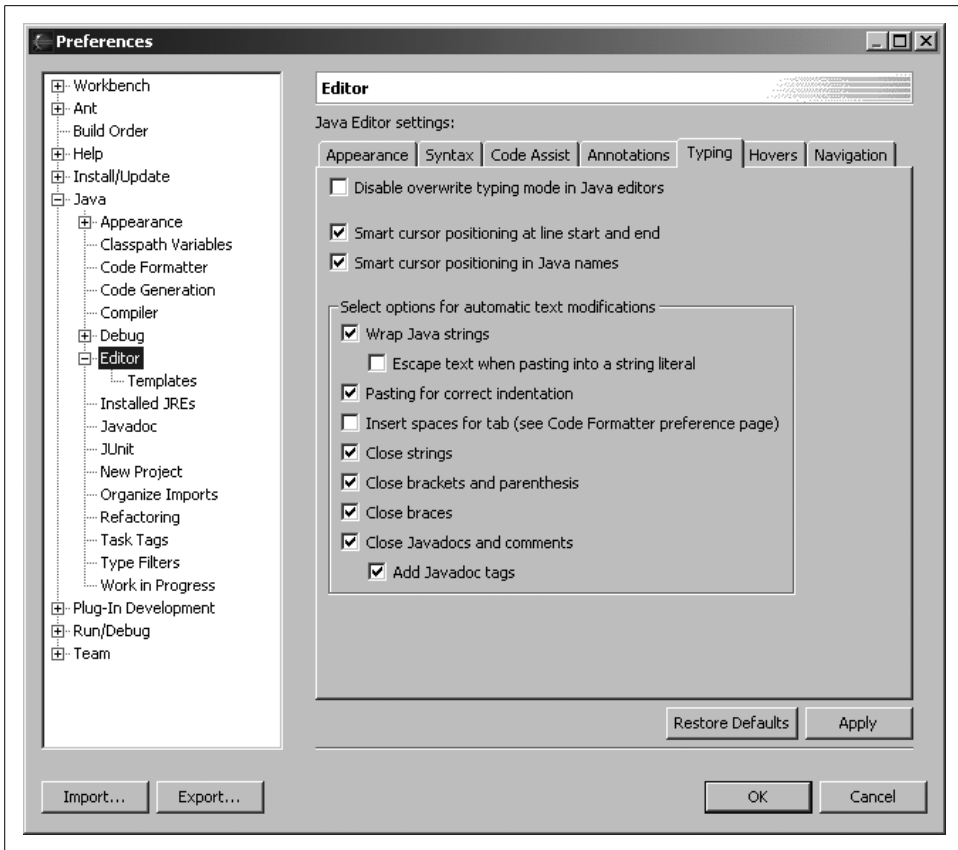 Preferences
Workbench
Ant
Build Order
Help
Install/Update
Java
Appearance
Classpath Variables
Code Formatter
Code Generation
Compiler
Debug
Editor
Templates
Installed JREs
Javadoc
JUnit
New Project
Organize Imports
Refactoring
Task Tags
Type Filters
Work in Progress
Plug-In Development
Run/Debug
Team
Editor
Java Editor settings:
Appearance Syntax Code Assist Annotations Typing Hovers Navigation
Disable overwrite typing mode in Java editors
Smart cursor positioning at line start and end
Smart cursor positioning in Java names
Select options for automatic text modifications
Wrap Java strings
Escape text when pasting into a string literal
Pasting for correct indentation
Insert spaces for tab (see Code Formatter preference page)
Close strings
Close brackets and parenthesis
Close braces
Close Javadocs and comments
Add Javadoc tags
Restore Defaults Apply
Import... Export... OK Cancel